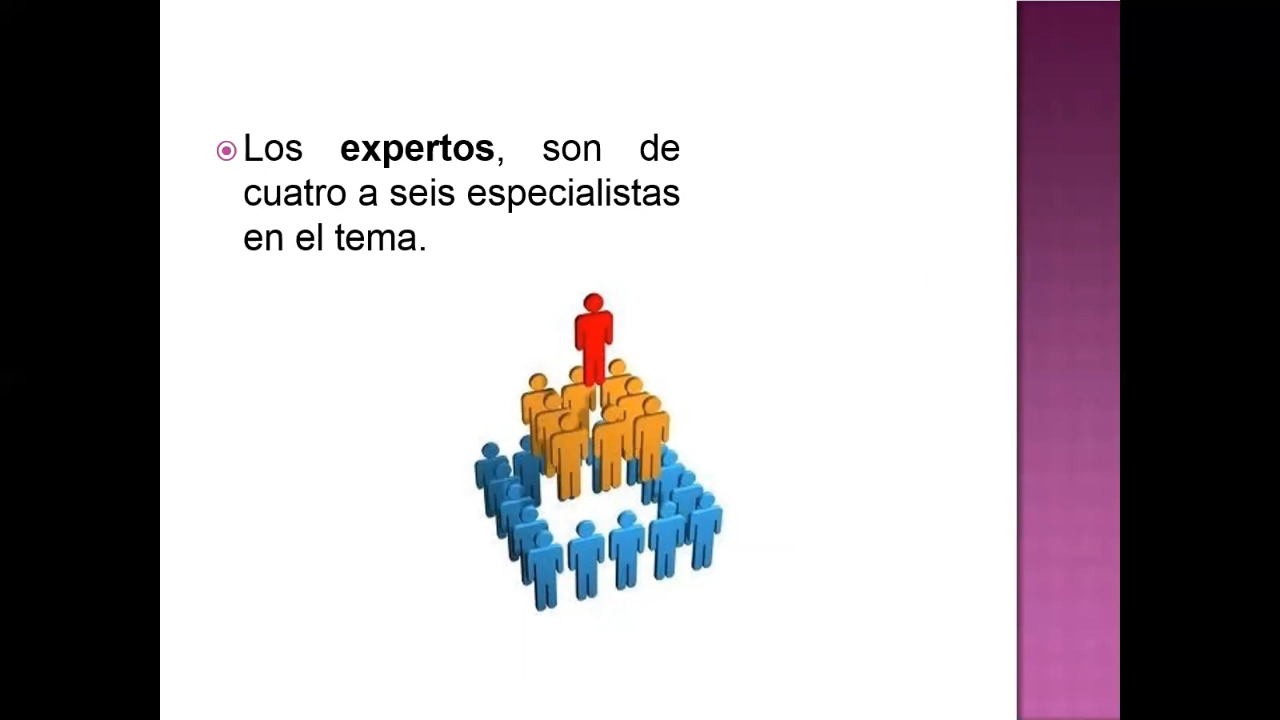 Los expertos, son de
cuatro a seis especialistas
en el tema.